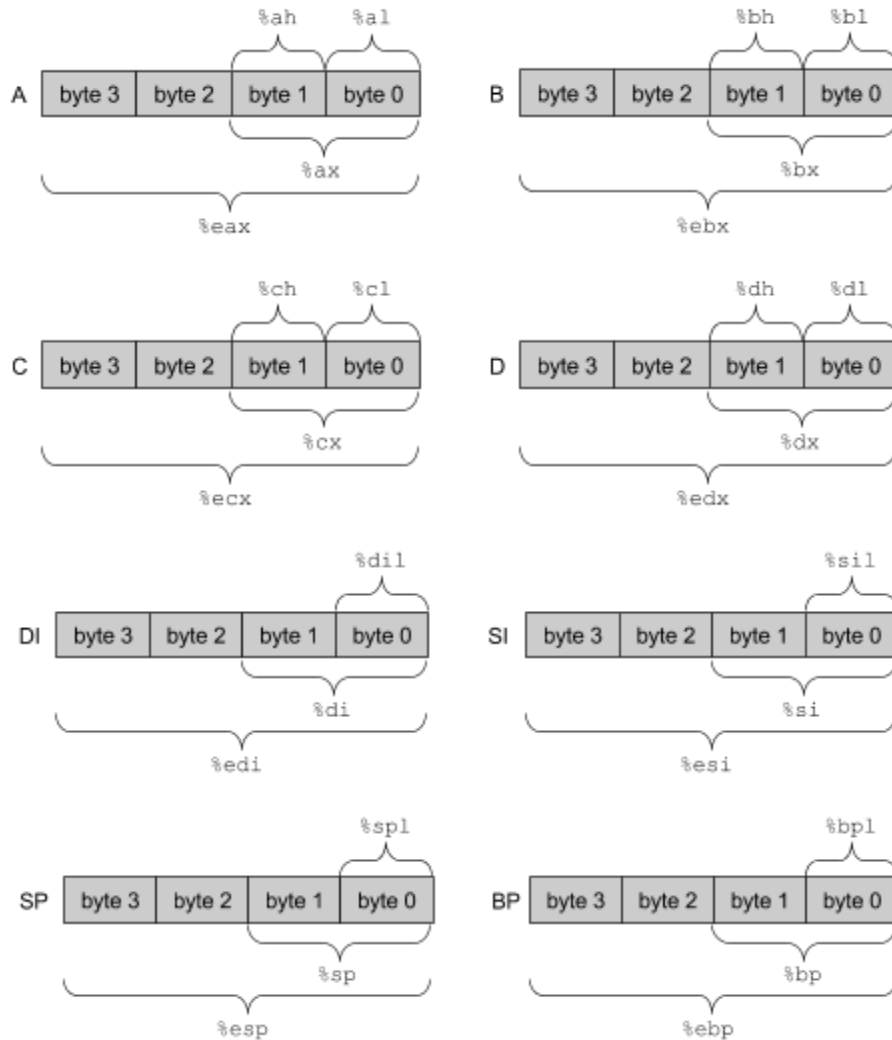 %ah %al %bh %bl
A byte 3 byte 2 byte 1 byte 0 B byte 3 byte 2 byte 1 byte 0
%ax %bx
%eax %ebx
%ch %cl %dh %dl
C byte 3 byte 2 byte 1 byte 0 D byte 3 byte 2 byte 1 byte 0
%cx %dx
%ecx %edx
%dil %sil
DI byte 3 byte 2 byte 1 byte 0 SI byte 3 byte 2 byte 1 byte 0
%di %si
%edi %esi
%spl %bpl
SP byte 3 byte 2 byte 1 byte 0 BP byte 3 byte 2 byte 1 byte 0
%sp %bp
%esp %ebp